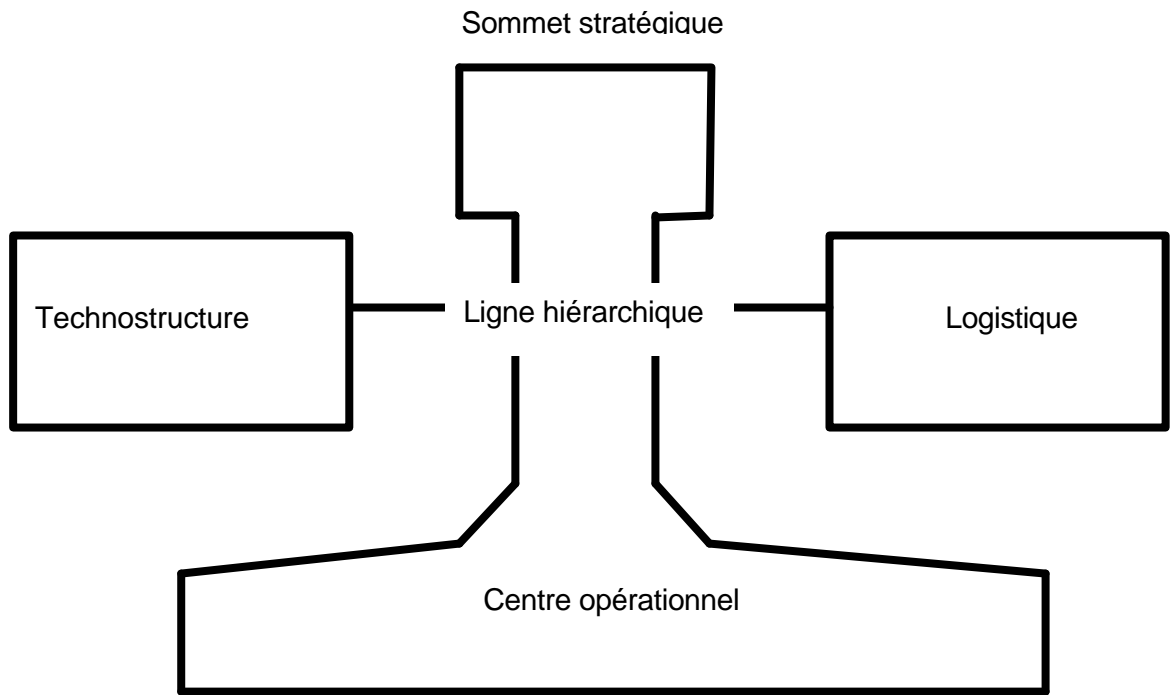 Sommet stratégique
Technostructure
Ligne hiérarchique
Logistique
Centre opérationnel